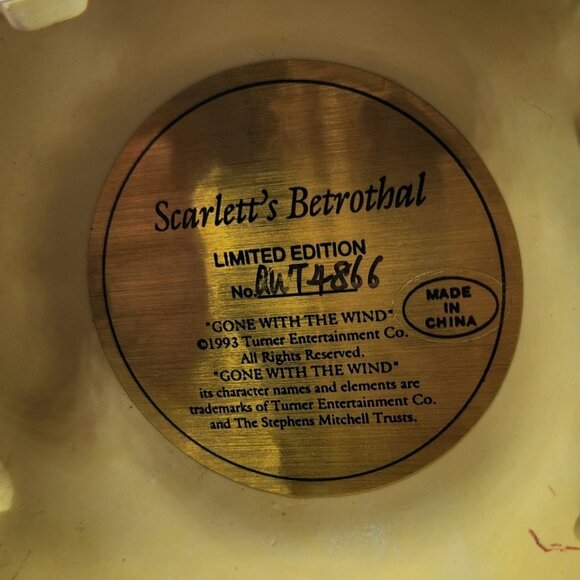 Scarlett's Betrothal
LIMITED EDITION
No. QWT4866
"GONE WITH THE WIND"
©1993 Turner Entertainment Co.
All Rights Reserved.
"GONE WITH THE WIND"
its character names and elements are
trademarks of Turner Entertainment Co.
and The Stephens Mitchell Trusts.
MADE
IN
CHINA